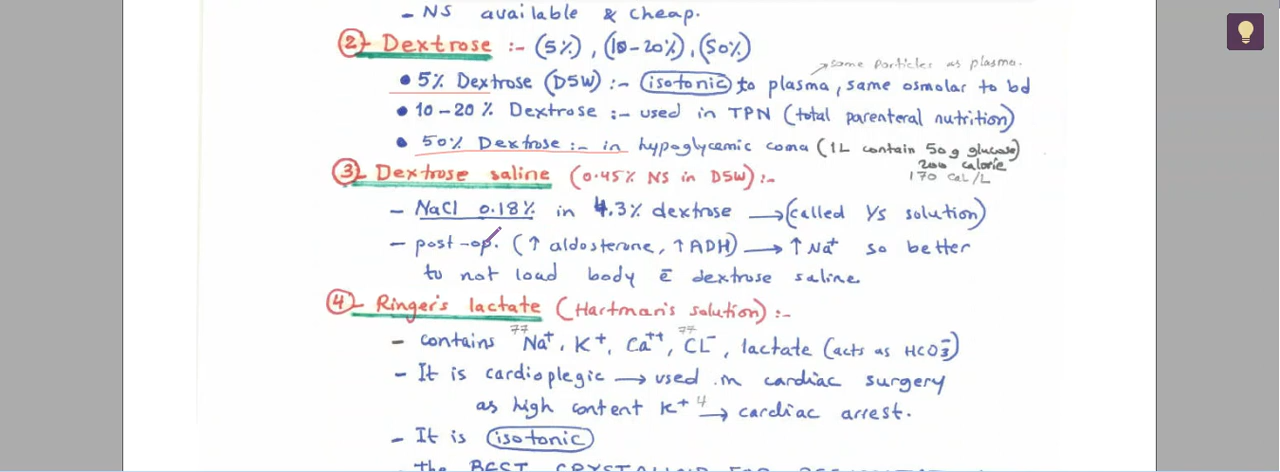 - NS available & cheap.
② Dextrose :- (5%), (10-20%), (50%)
same particles as plasma.
• 5% Dextrose (D5W) :- isotonic to plasma, same osmolar to bd
• 10-20 % Dextrose :- used in TPN (total parenteral nutrition)
• 50% Dextrose :- in hypoglycemic coma (1L contain 50g glucose)
200 calorie
170 cal/L
③ Dextrose saline (0.45% NS in D5W) :-
- NaCl 0.18% in 4.3% dextrose → (called Ys solution)
- post-op. (↑ aldosterone, ↑ ADH) → ↑ Na⁺ so better
to not load body c̄ dextrose saline
④ Ringer's lactate (Hartman's solution) :-
77 77
- contains Na⁺, K⁺, Ca⁺⁺, CL⁻, lactate (acts as HCO₃⁻)
- It is cardioplegic → used in cardiac surgery
as high content K⁺ 4 → cardiac arrest.
- It is isotonic
the BEST CRYSTALLOID FOR